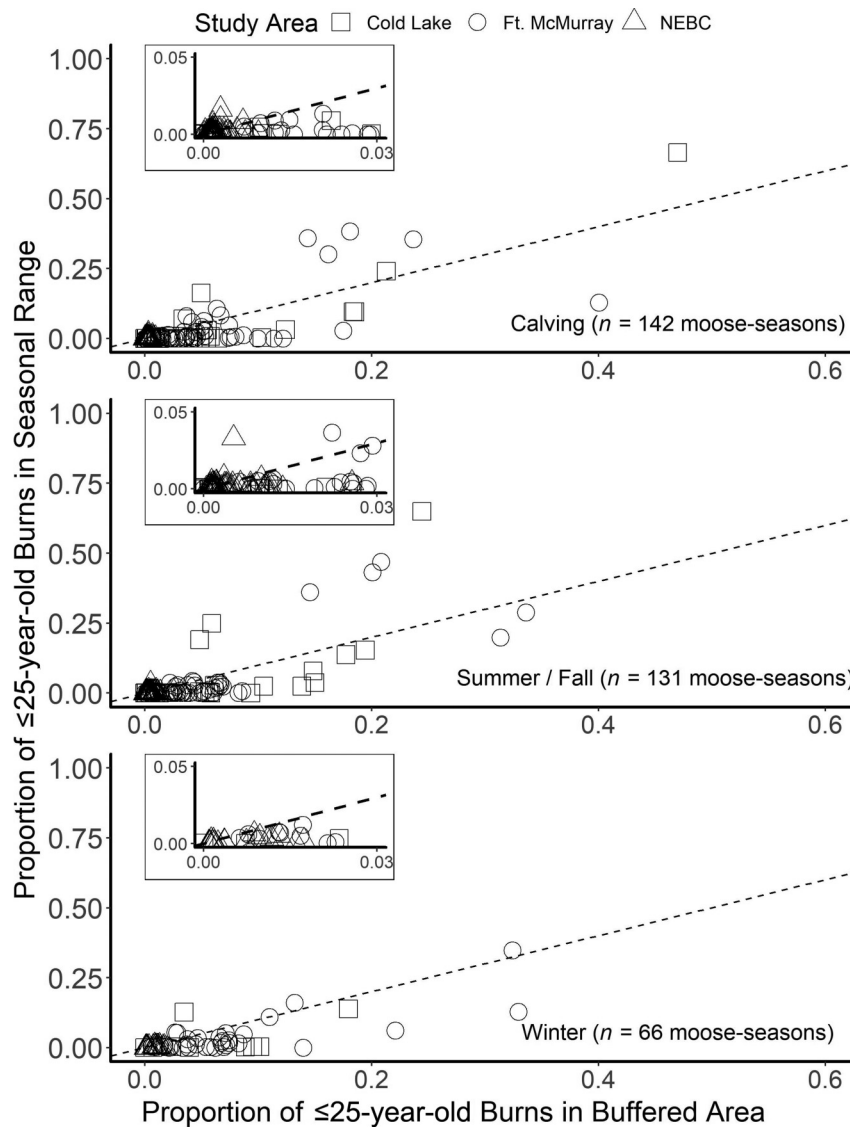 Study Area Cold Lake Ft. McMurray NEBC
Proportion of ≤25-year-old Burns in Seasonal Range
1.00
0.75
0.50
0.25
0.00
0.05
0.00
0.00 0.03
Calving (n = 142 moose-seasons)
0.0 0.2 0.4 0.6
1.00
0.75
0.50
0.25
0.00
0.05
0.00
0.00 0.03
Summer / Fall (n = 131 moose-seasons)
0.0 0.2 0.4 0.6
1.00
0.75
0.50
0.25
0.00
0.05
0.00
0.00 0.03
Winter (n = 66 moose-seasons)
0.0 0.2 0.4 0.6
Proportion of ≤25-year-old Burns in Buffered Area